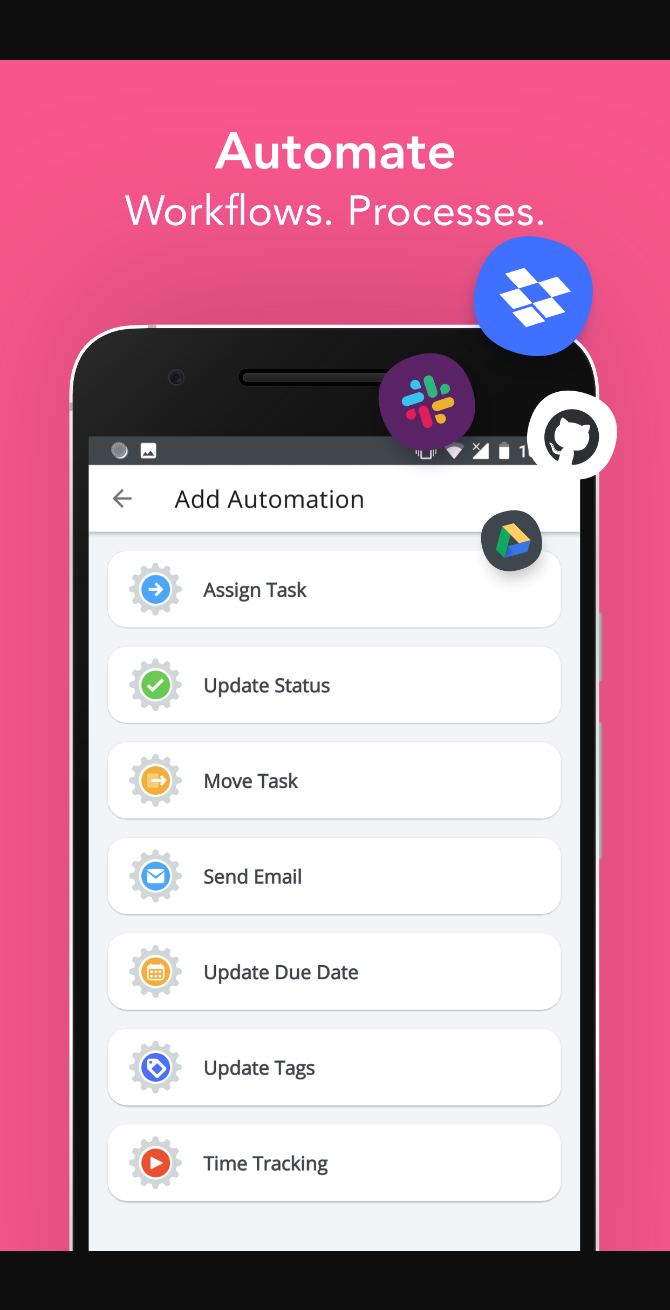 Automate
Workflows. Processes.
Add Automation
Assign Task
Update Status
Move Task
Send Email
Update Due Date
Update Tags
Time Tracking